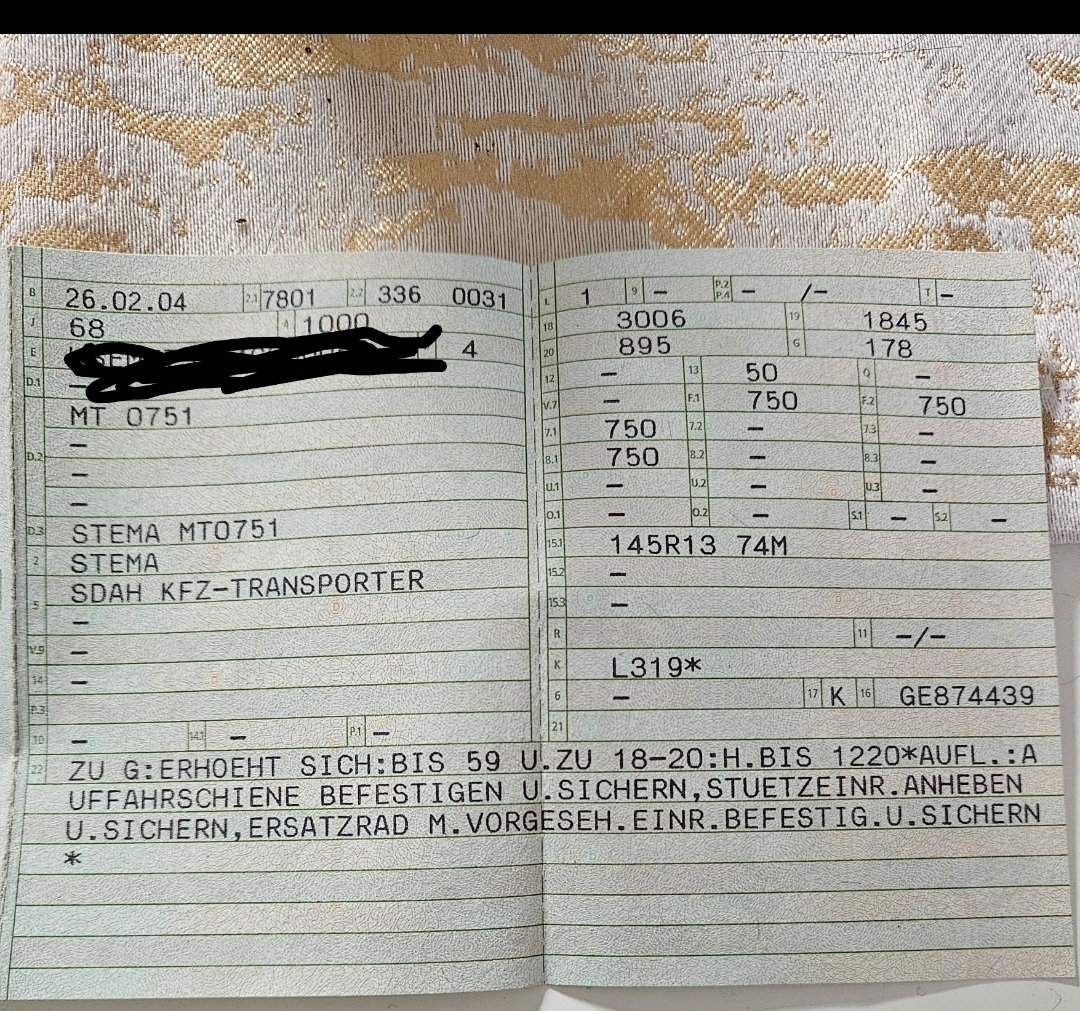 B 26.02.04 2.1 7801 2.2 336 0031 L 1 9 – P.2 P.4 – /– T –
J 68 4 1000 18 3006 19 1845
E 4 20 895 G 178
D.1 – 12 – 13 50 Q –
MT 0751 V.7 – F.1 750 F.2 750
– 7.1 750 7.2 – 7.3 –
D.2 – 8.1 750 8.2 – 8.3 –
– U.1 – U.2 – U.3 –
D.3 STEMA MT0751 O.1 – O.2 – S.1 – S.2 –
2 STEMA 15.1 145R13 74M
5 SDAH KFZ-TRANSPORTER 15.2 –
– 15.3 –
V.9 – R 11 –/–
14 – K L319*
P.3 6 – 17 K 16 GE874439
10 – 14.1 – P.1 – 21
22 ZU G:ERHOEHT SICH:BIS 59 U.ZU 18-20:H.BIS 1220*AUFL.:A
UFFAHRSCHIENE BEFESTIGEN U.SICHERN,STUETZEINR.ANHEBEN
U.SICHERN,ERSATZRAD M.VORGESEH.EINR.BEFESTIG.U.SICHERN
*